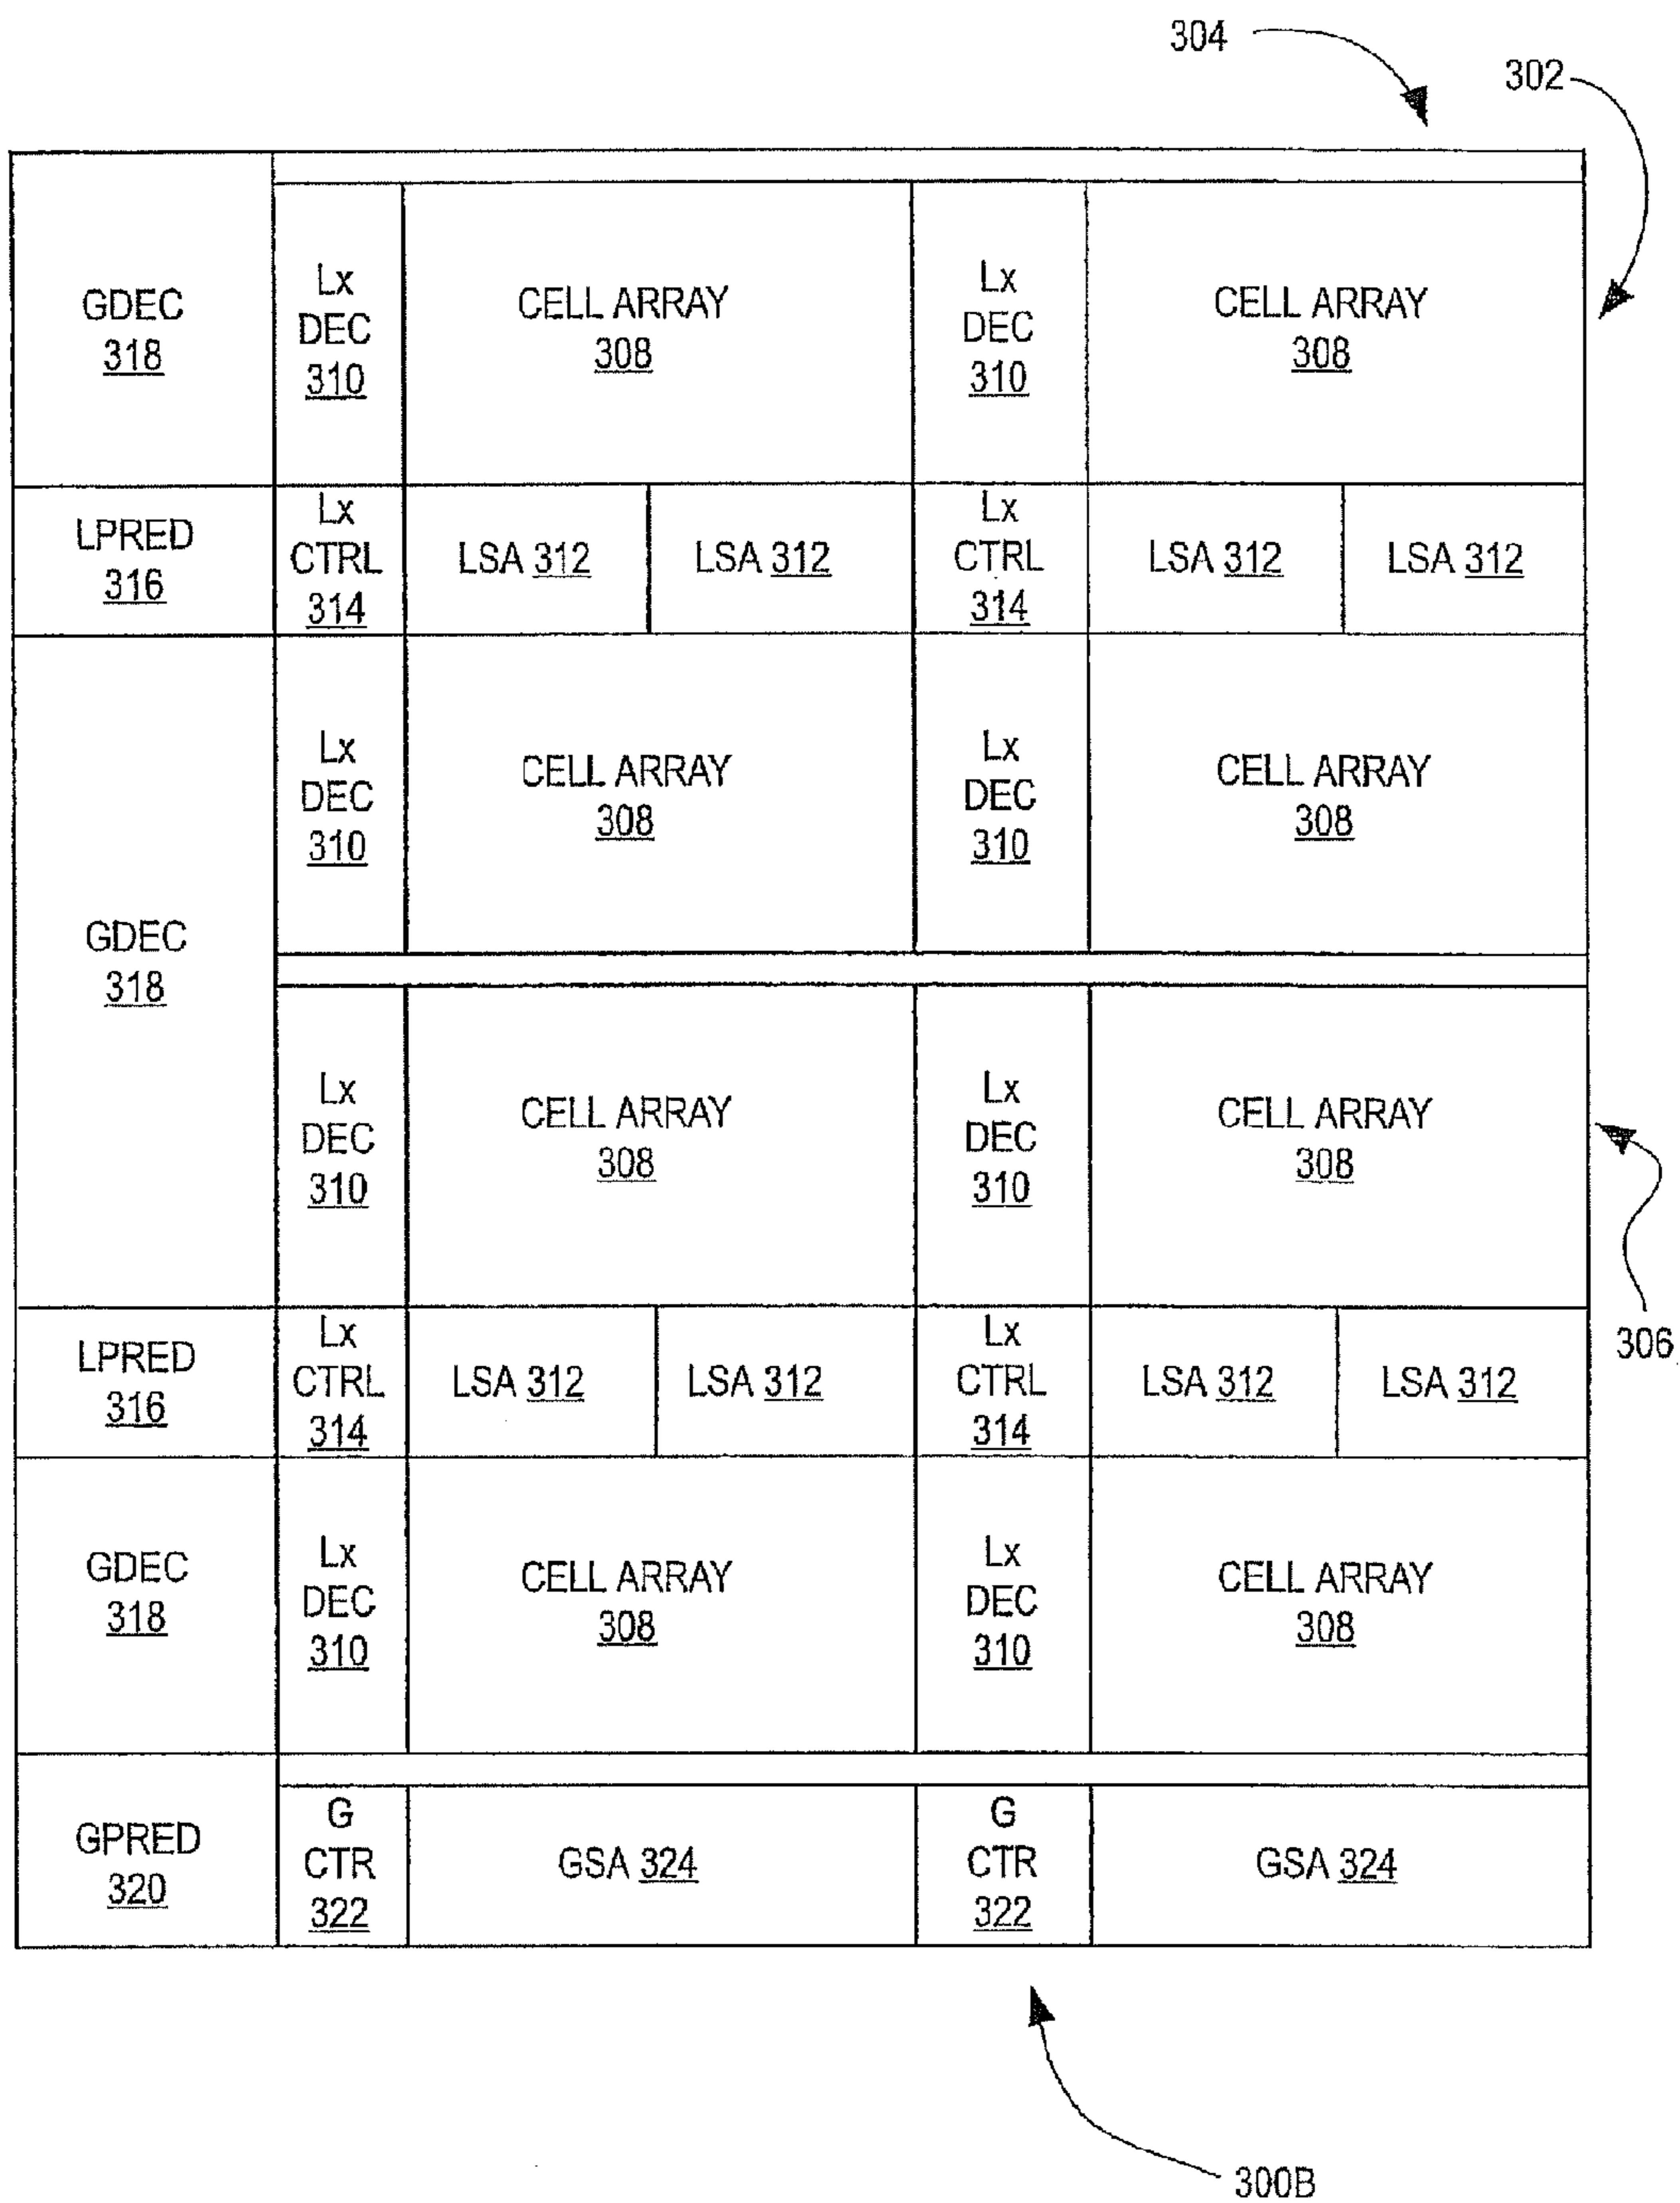 304
302
GDEC
318
Lx
DEC
310
CELL ARRAY
308
Lx
DEC
310
CELL ARRAY
308
LPRED
316
Lx
CTRL
314
LSA 312
LSA 312
Lx
CTRL
314
LSA 312
LSA 312
GDEC
318
Lx
DEC
310
CELL ARRAY
308
Lx
DEC
310
CELL ARRAY
308
Lx
DEC
310
CELL ARRAY
308
Lx
DEC
310
CELL ARRAY
308
306
LPRED
316
Lx
CTRL
314
LSA 312
LSA 312
Lx
CTRL
314
LSA 312
LSA 312
GDEC
318
Lx
DEC
310
CELL ARRAY
308
Lx
DEC
310
CELL ARRAY
308
GPRED
320
G
CTR
322
GSA 324
G
CTR
322
GSA 324
300B